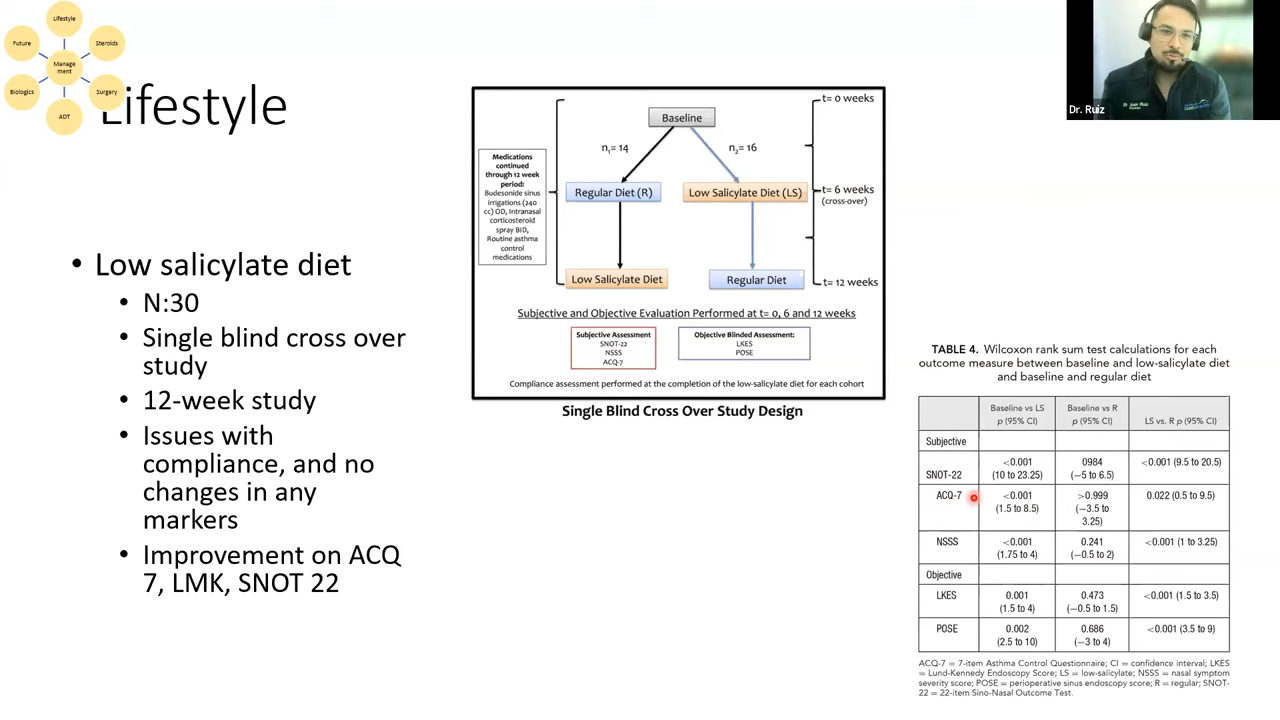 Lifestyle
Future
Steroids
Manage
ment
Biologics
Surgery
ADT
Lifestyle
• Low salicylate diet
• N:30
• Single blind cross over
study
• 12-week study
• Issues with
compliance, and no
changes in any
markers
• Improvement on ACQ
7, LMK, SNOT 22
Baseline
t= 0 weeks
n1= 14
n2= 16
Medications
continued
through 12 week
period:
Budesonide sinus
irrigations (240
cc) OD, Intranasal
corticosteroid
spray BID,
Routine asthma
control
medications
Regular Diet (R)
Low Salicylate Diet (LS)
t= 6 weeks
(cross-over)
Low Salicylate Diet
Regular Diet
t= 12 weeks
Subjective and Objective Evaluation Performed at t= 0, 6 and 12 weeks
Subjective Assessment
SNOT-22
NSSS
ACQ-7
Objective Blinded Assessment:
LKES
POSE
Compliance assessment performed at the completion of the low-salicylate diet for each cohort
Single Blind Cross Over Study Design
Dr. Juan Ruiz
Dr. Ruiz
TABLE 4. Wilcoxon rank sum test calculations for each
outcome measure between baseline and low-salicylate diet
and baseline and regular diet
Baseline vs LS
p (95% CI)
Baseline vs R
p (95% CI)
LS vs. R p (95% CI)
Subjective
SNOT-22
<0.001
(10 to 23.25)
0984
(−5 to 6.5)
<0.001 (9.5 to 20.5)
ACQ-7
<0.001
(1.5 to 8.5)
>0.999
(−3.5 to
3.25)
0.022 (0.5 to 9.5)
NSSS
<0.001
(1.75 to 4)
0.241
(−0.5 to 2)
<0.001 (1 to 3.25)
Objective
LKES
0.001
(1.5 to 4)
0.473
(−0.5 to 1.5)
<0.001 (1.5 to 3.5)
POSE
0.002
(2.5 to 10)
0.686
(−3 to 4)
<0.001 (3.5 to 9)
ACQ-7 = 7-item Asthma Control Questionnaire; CI = confidence interval; LKES
= Lund-Kennedy Endoscopy Score; LS = low-salicylate; NSSS = nasal symptom
severity score; POSE = perioperative sinus endoscopy score; R = regular; SNOT-
22 = 22-item Sino-Nasal Outcome Test.